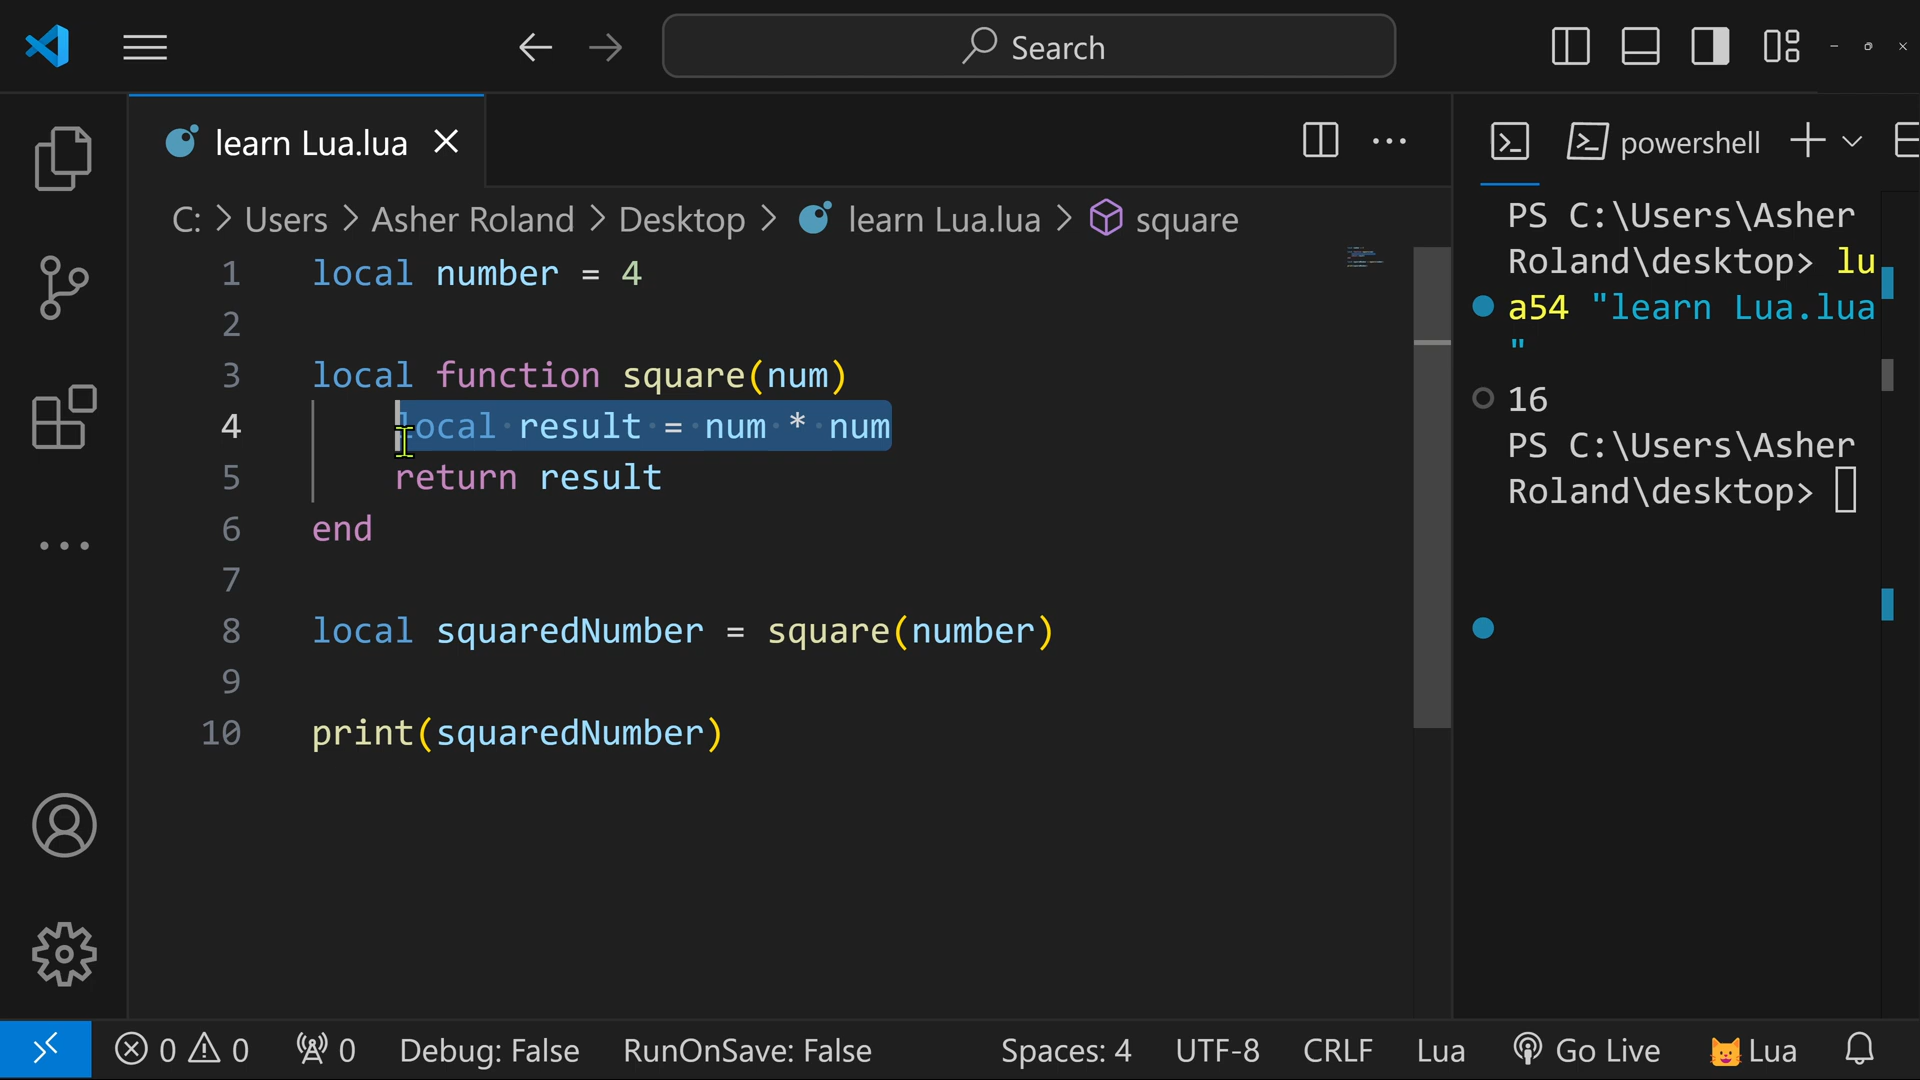 Search
learn Lua.lua
powershell
C: > Users > Asher Roland > Desktop > learn Lua.lua > square
1 local number = 4
2
3 local function square(num)
4 local result = num * num
5 return result
6 end
7
8 local squaredNumber = square(number)
9
10 print(squaredNumber)
PS C:\Users\Asher
Roland\desktop> lu
a54 "learn Lua.lua
"
16
PS C:\Users\Asher
Roland\desktop>
0 0 0 Debug: False RunOnSave: False Spaces: 4 UTF-8 CRLF Lua Go Live Lua